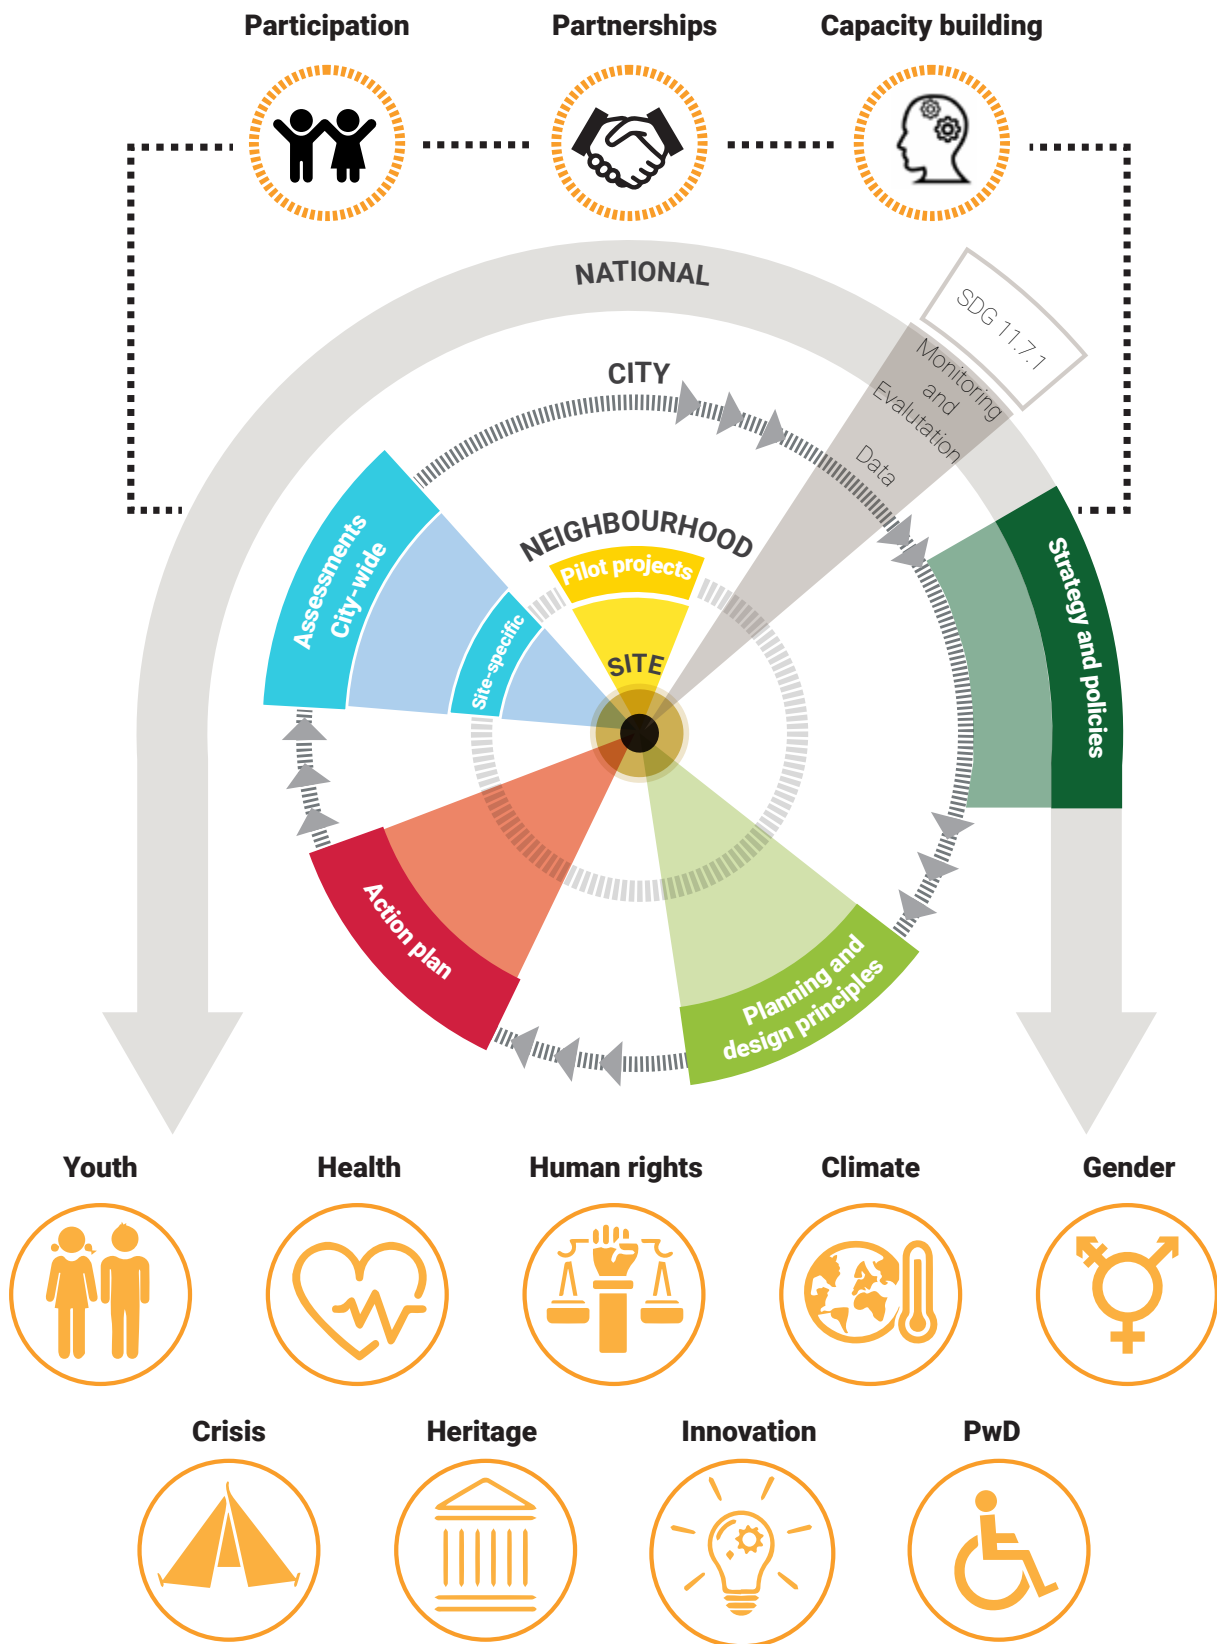 Participation
Partnerships
Capacity building
NATIONAL
SDG 11.7.1
Monitoring
and
Evalutation
Data
CITY
NEIGHBOURHOOD
Pilot projects
SITE
Assessments
City-wide
Site-specific
Strategy and policies
Action plan
Planning and
design principles
Youth
Health
Human rights
Climate
Gender
Crisis
Heritage
Innovation
PwD